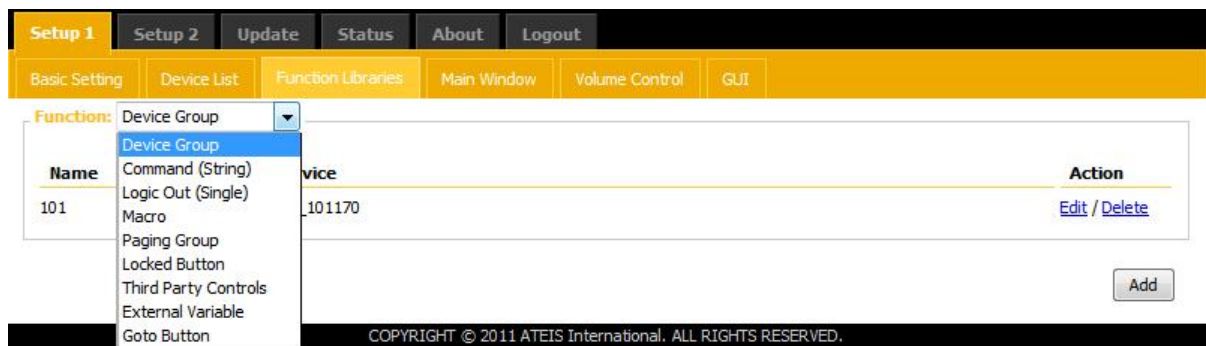 Setup 1 Setup 2 Update Status About Logout
Basic Setting Device List Function Libraries Main Window Volume Control GUI
Function: Device Group
Device Group
Name Command (String) vice Action
Logic Out (Single)
101 Macro _101170 Edit / Delete
Paging Group
Locked Button
Third Party Controls Add
External Variable
Goto Button COPYRIGHT © 2011 ATEIS International. ALL RIGHTS RESERVED.